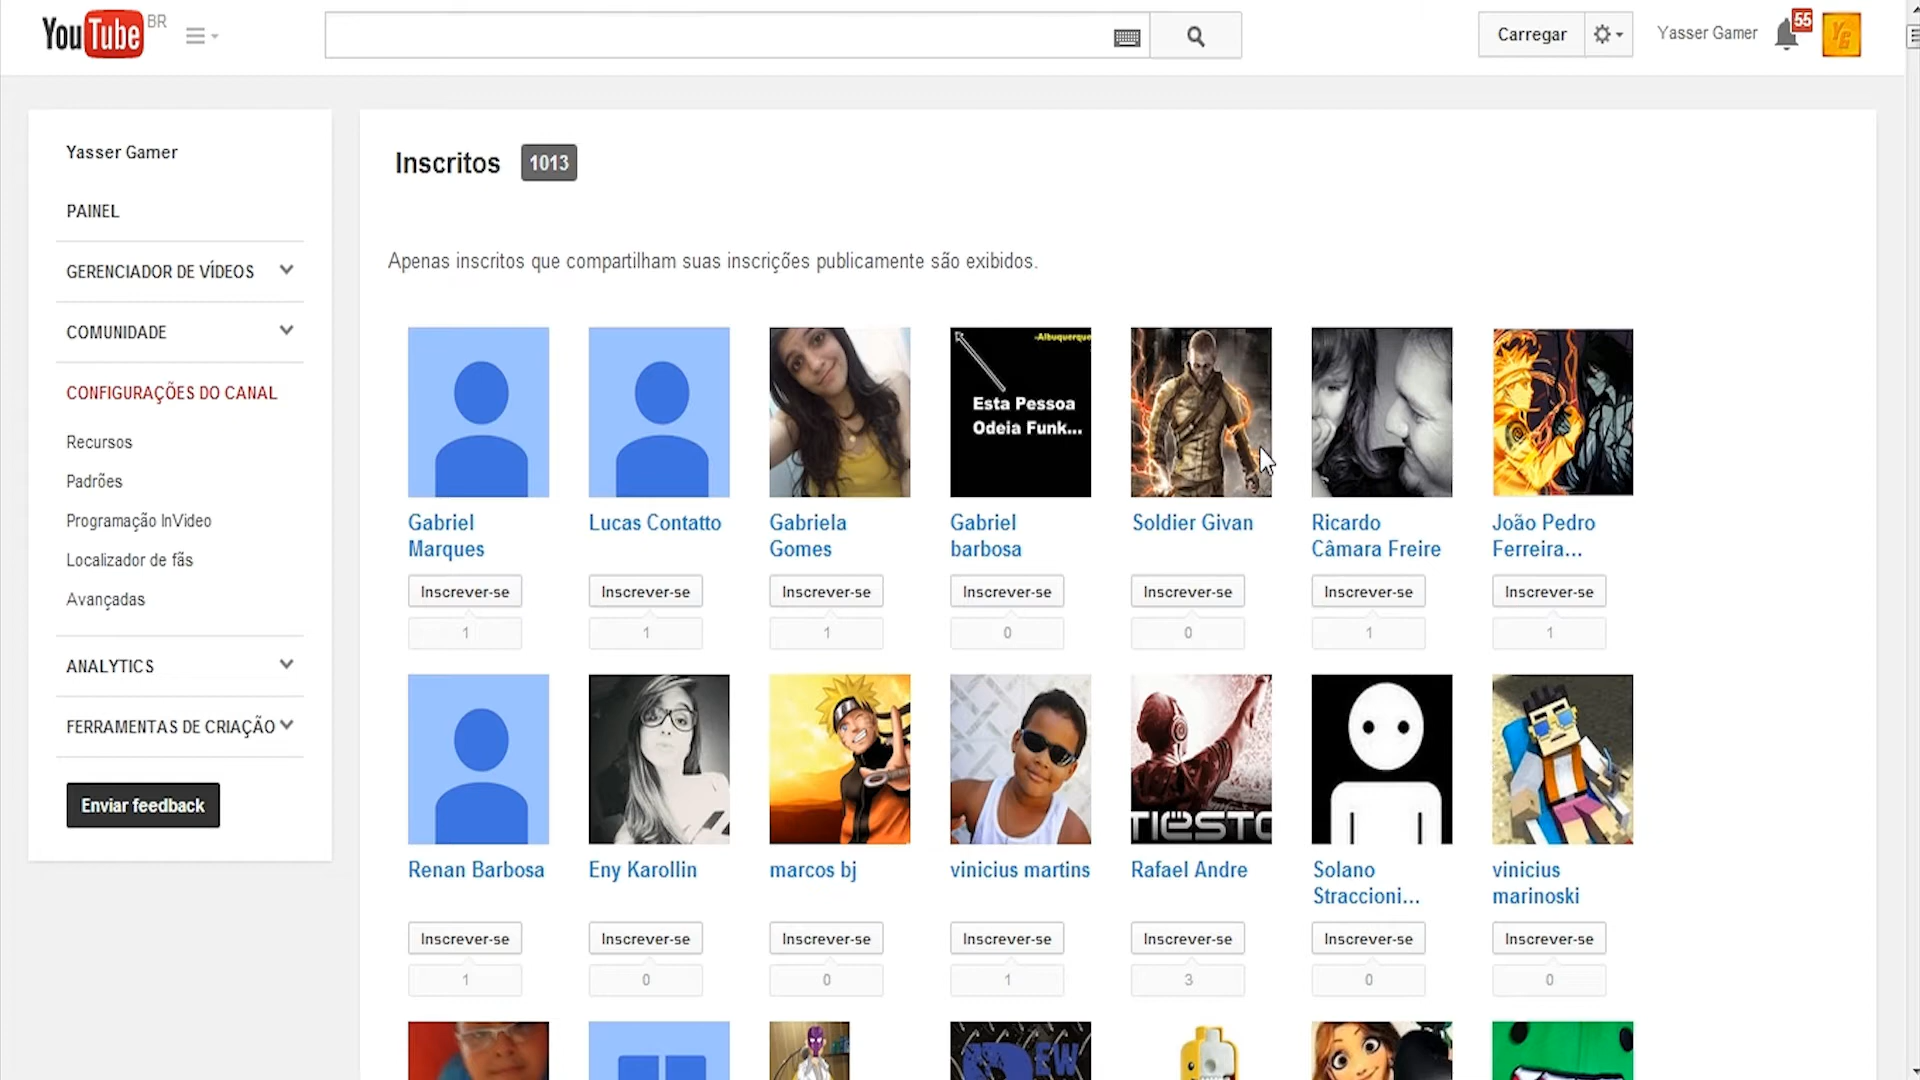 YouTube BR
Carregar
Yasser Gamer
55
Yasser Gamer
PAINEL
GERENCIADOR DE VÍDEOS
COMUNIDADE
CONFIGURAÇÕES DO CANAL
Recursos
Padrões
Programação InVideo
Localizador de fãs
Avançadas
ANALYTICS
FERRAMENTAS DE CRIAÇÃO
Enviar feedback
Inscritos 1013
Apenas inscritos que compartilham suas inscrições publicamente são exibidos.
-Albuquerque
Esta Pessoa
Odeia Funk...
Gabriel
Marques
Lucas Contatto
Gabriela
Gomes
Gabriel
barbosa
Soldier Givan
Ricardo
Câmara Freire
João Pedro
Ferreira...
Inscrever-se Inscrever-se Inscrever-se Inscrever-se Inscrever-se Inscrever-se Inscrever-se
1 1 1 0 0 1 1
TIËSTO
Renan Barbosa
Eny Karollin
marcos bj
vinicius martins
Rafael Andre
Solano
Straccioni...
vinicius
marinoski
Inscrever-se Inscrever-se Inscrever-se Inscrever-se Inscrever-se Inscrever-se Inscrever-se
1 0 0 1 3 0 0